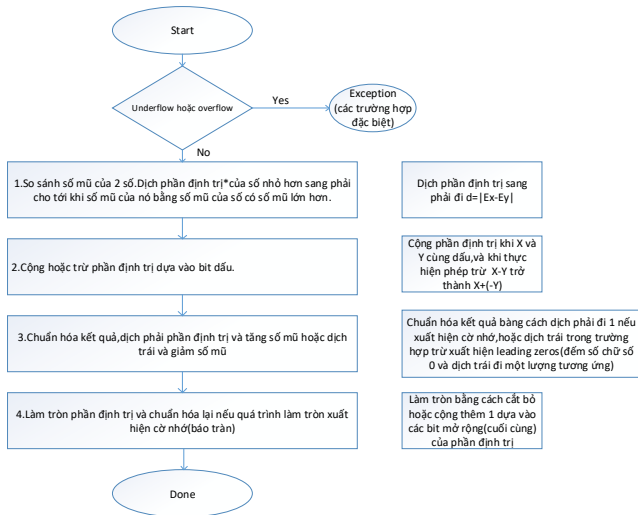 Start
Underflow hoặc overflow
Yes
Exception
(các trường hợp
đặc biệt)
No
1.So sánh số mũ của 2 số.Dịch phần định trị*của số nhỏ hơn sang phải
cho tới khi số mũ của nó bằng số mũ của số có số mũ lớn hơn.
Dịch phần định trị sang
phải đi d=|Ex-Ey|
2.Cộng hoặc trừ phần định trị dựa vào bit dấu.
Cộng phần định trị khi X và
Y cùng dấu,và khi thực
hiện phép trừ X-Y trở
thành X+(-Y)
3.Chuẩn hóa kết quả,dịch phải phần định trị và tăng số mũ hoặc dịch
trái và giảm số mũ
Chuẩn hóa kết quả bàng cách dịch phải đi 1 nếu
xuất hiện cờ nhớ,hoặc dịch trái trong trường
hợp trừ xuất hiện leading zeros(đếm số chữ số
0 và dịch trái đi một lượng tương ứng)
4.Làm tròn phần định trị và chuẩn hóa lại nếu quá trình làm tròn xuất
hiện cờ nhớ(báo tràn)
Làm tròn bằng cách cắt bỏ
hoặc cộng thêm 1 dựa vào
các bit mở rộng(cuối cùng)
của phần định trị
Done